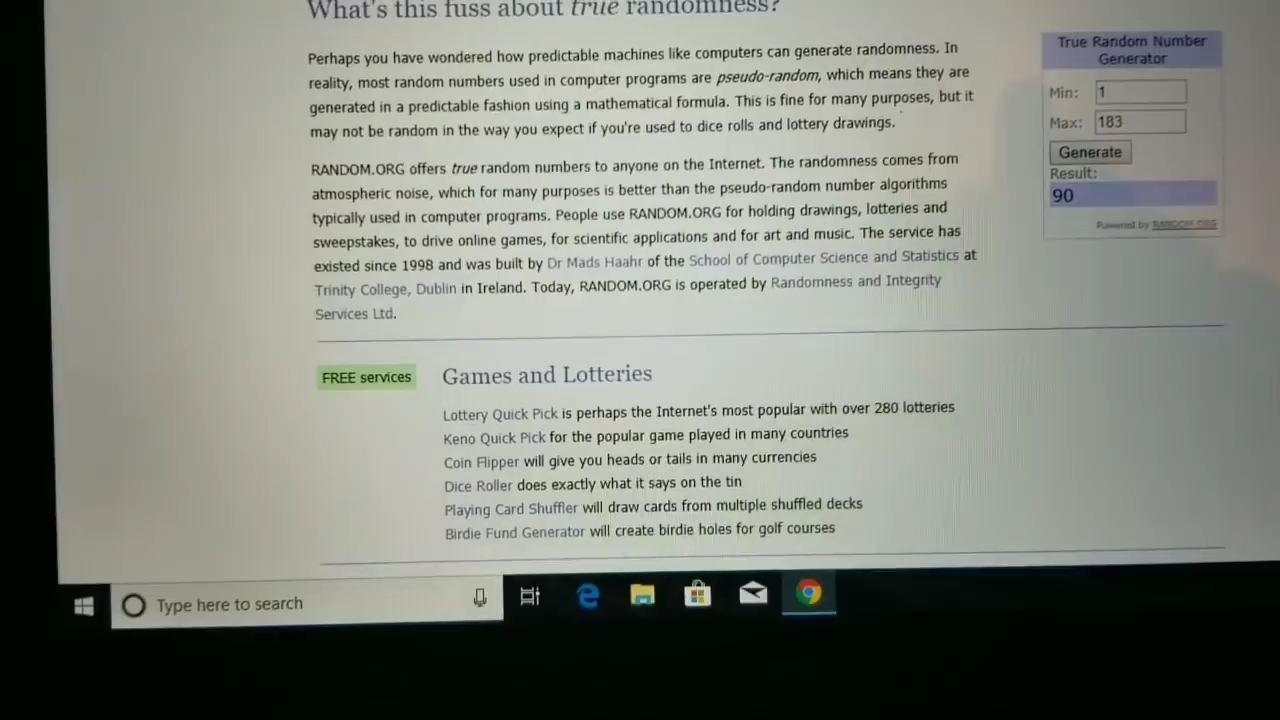 What's this fuss about true randomness?
Perhaps you have wondered how predictable machines like computers can generate randomness. In
reality, most random numbers used in computer programs are pseudo-random, which means they are
generated in a predictable fashion using a mathematical formula. This is fine for many purposes, but it
may not be random in the way you expect if you're used to dice rolls and lottery drawings.
RANDOM.ORG offers true random numbers to anyone on the Internet. The randomness comes from
atmospheric noise, which for many purposes is better than the pseudo-random number algorithms
typically used in computer programs. People use RANDOM.ORG for holding drawings, lotteries and
sweepstakes, to drive online games, for scientific applications and for art and music. The service has
existed since 1998 and was built by Dr Mads Haahr of the School of Computer Science and Statistics at
Trinity College, Dublin in Ireland. Today, RANDOM.ORG is operated by Randomness and Integrity
Services Ltd.
True Random Number
Generator
Min: 1
Max: 183
Generate
Result:
90
Powered by RANDOM.ORG
FREE services
Games and Lotteries
Lottery Quick Pick is perhaps the Internet's most popular with over 280 lotteries
Keno Quick Pick for the popular game played in many countries
Coin Flipper will give you heads or tails in many currencies
Dice Roller does exactly what it says on the tin
Playing Card Shuffler will draw cards from multiple shuffled decks
Birdie Fund Generator will create birdie holes for golf courses
Type here to search